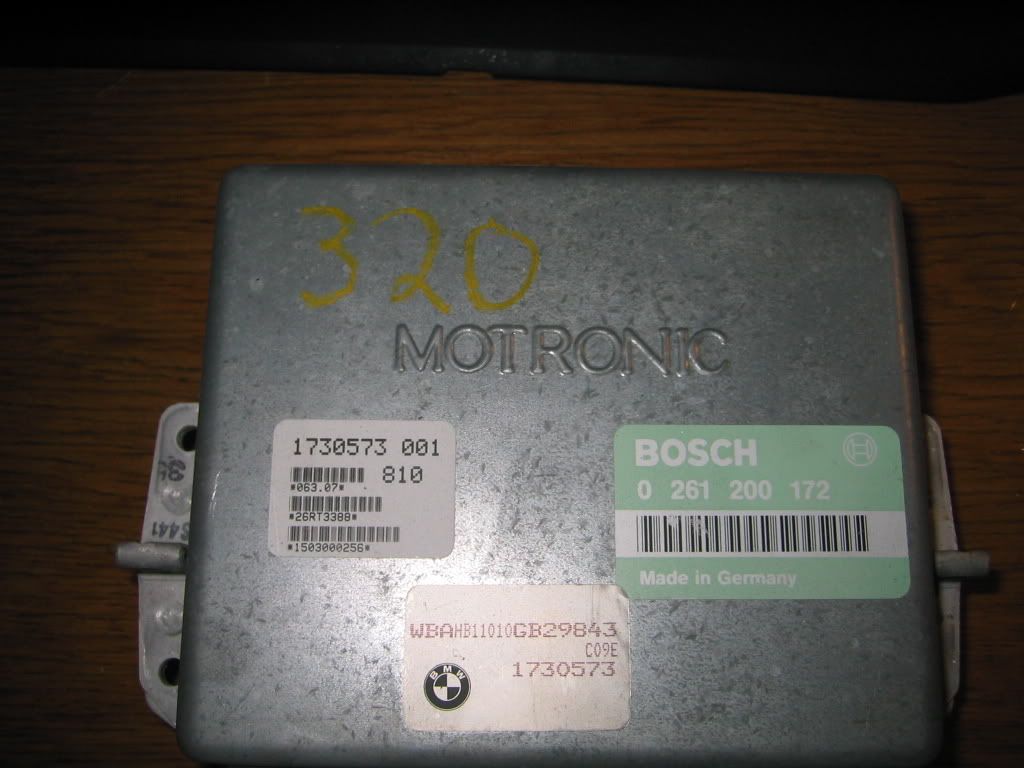 320
MOTRONIC
1730573 001
810
*063.07*
*26RT3388*
*1503000256*
BOSCH
0 261 200 172
Made in Germany
WBAHB11010GB29843
C09E
1730573
BMW